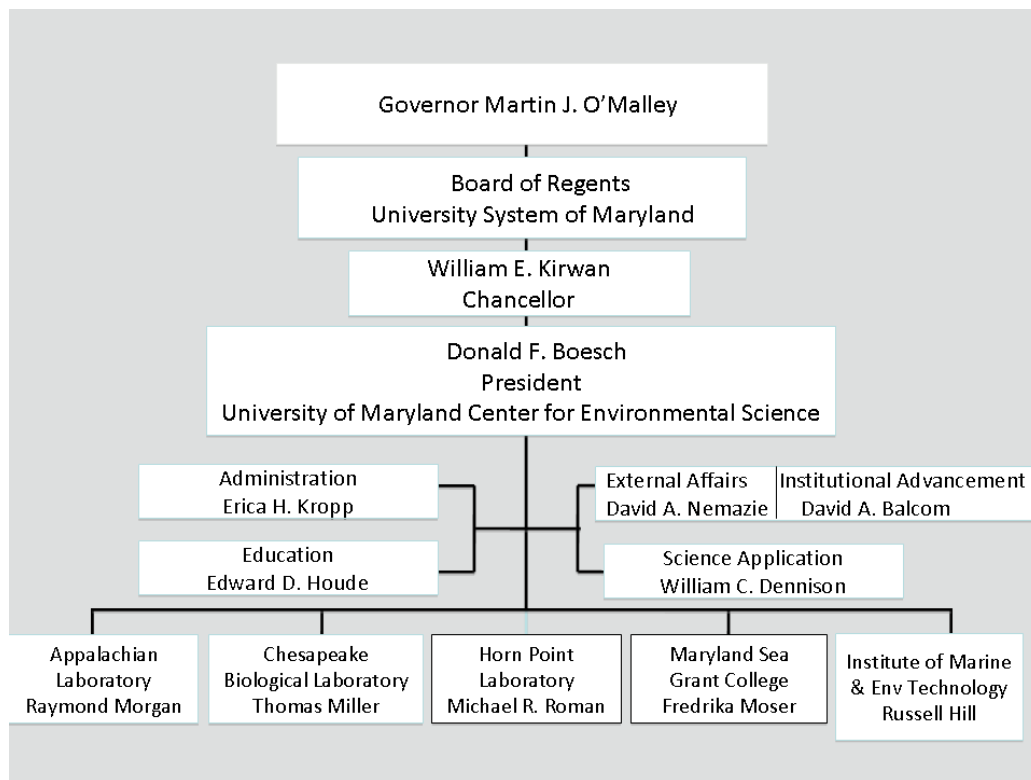 Governor Martin J. O’Malley
Board of Regents
University System of Maryland
William E. Kirwan
Chancellor
Donald F. Boesch
President
University of Maryland Center for Environmental Science
Administration
Erica H. Kropp
External Affairs
David A. Nemazie
Institutional Advancement
David A. Balcom
Education
Edward D. Houde
Science Application
William C. Dennison
Appalachian
Laboratory
Raymond Morgan
Chesapeake
Biological Laboratory
Thomas Miller
Horn Point
Laboratory
Michael R. Roman
Maryland Sea
Grant College
Fredrika Moser
Institute of Marine
& Env Technology
Russell Hill